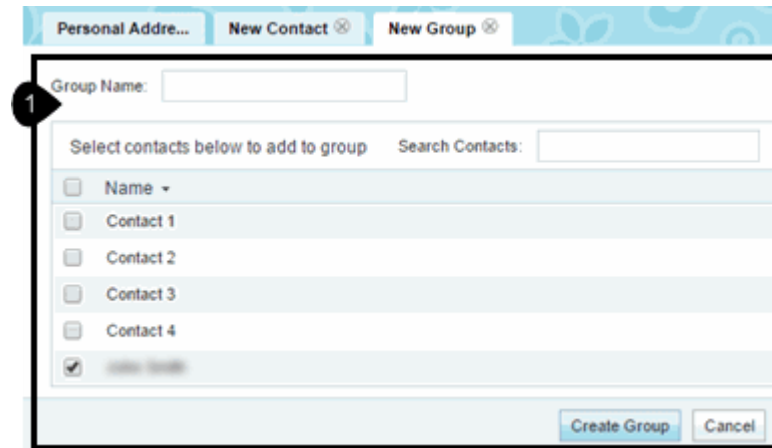 Personal Addre... New Contact New Group
1
Group Name:
Select contacts below to add to group Search Contacts:
Name
Contact 1
Contact 2
Contact 3
Contact 4
Create Group Cancel